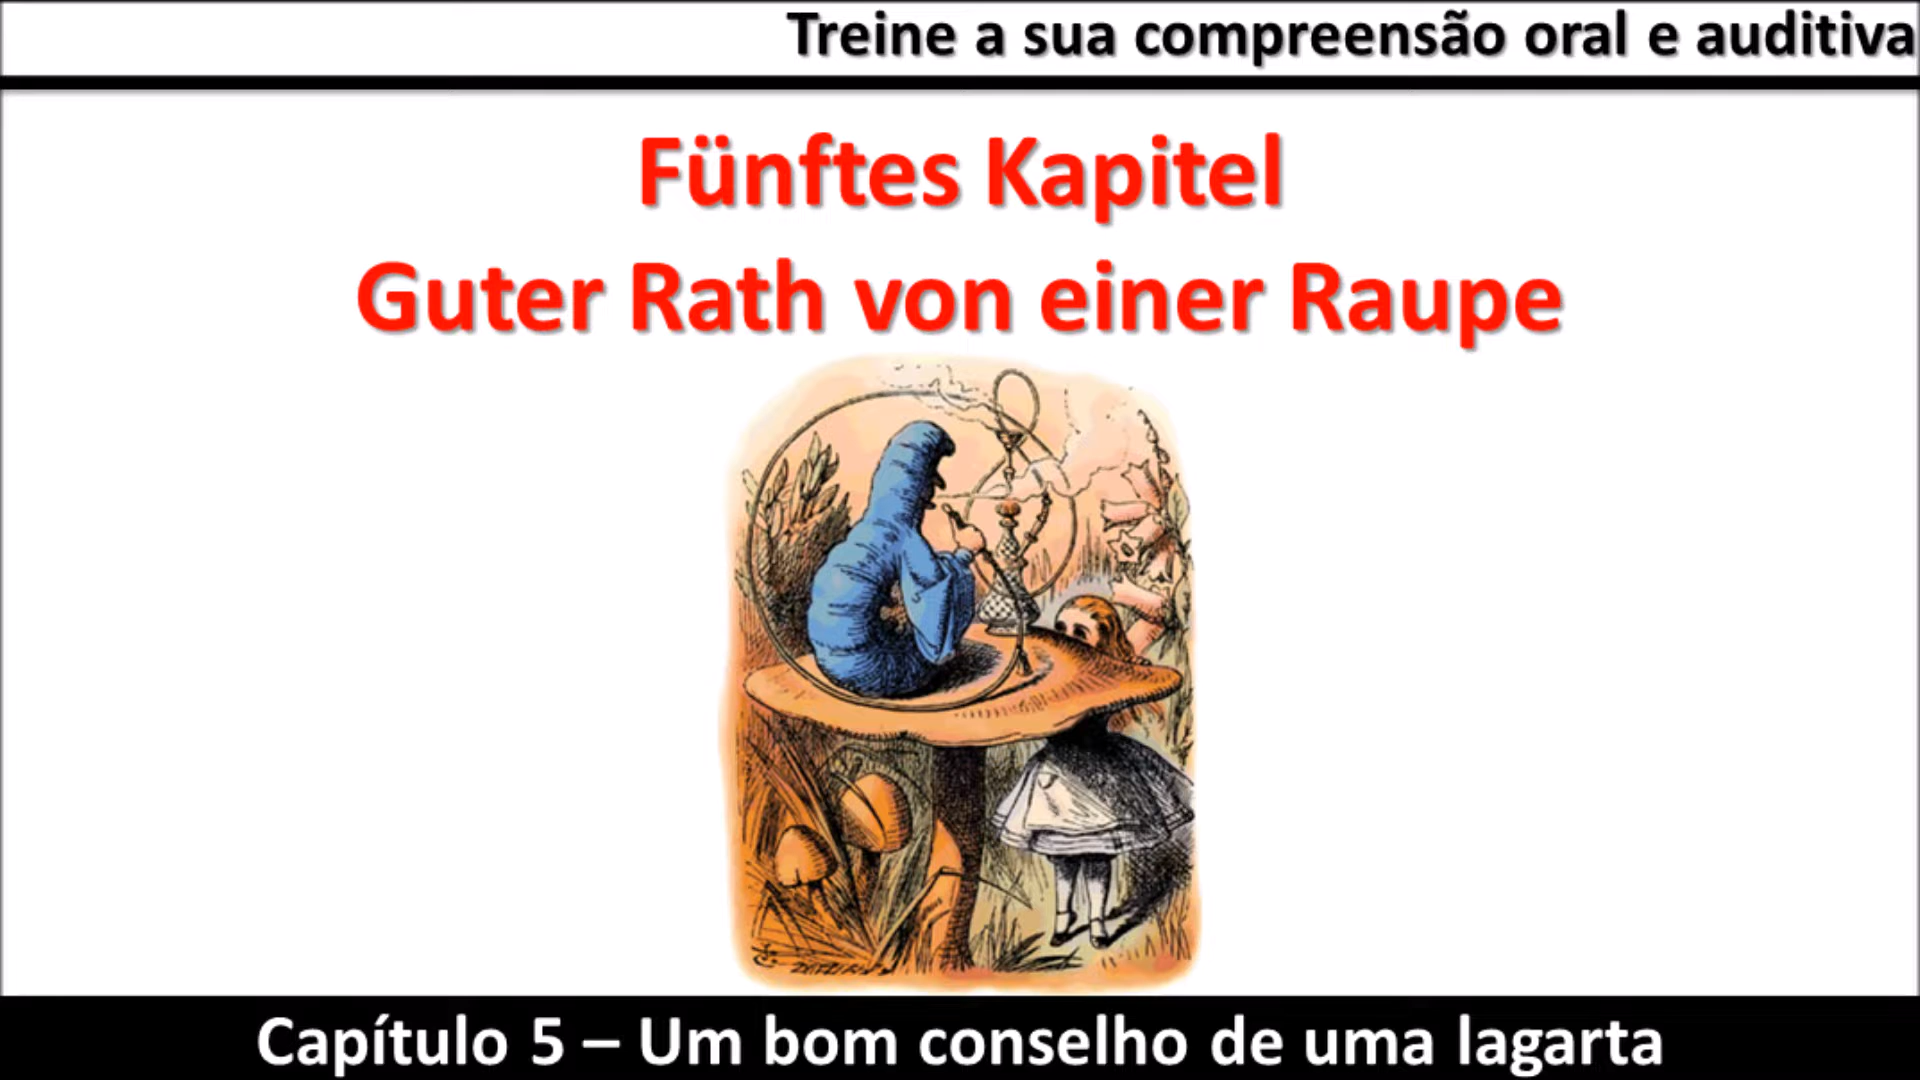 Treine a sua compreensão oral e auditiva
Fünftes Kapitel
Guter Rath von einer Raupe
Capítulo 5 – Um bom conselho de uma lagarta